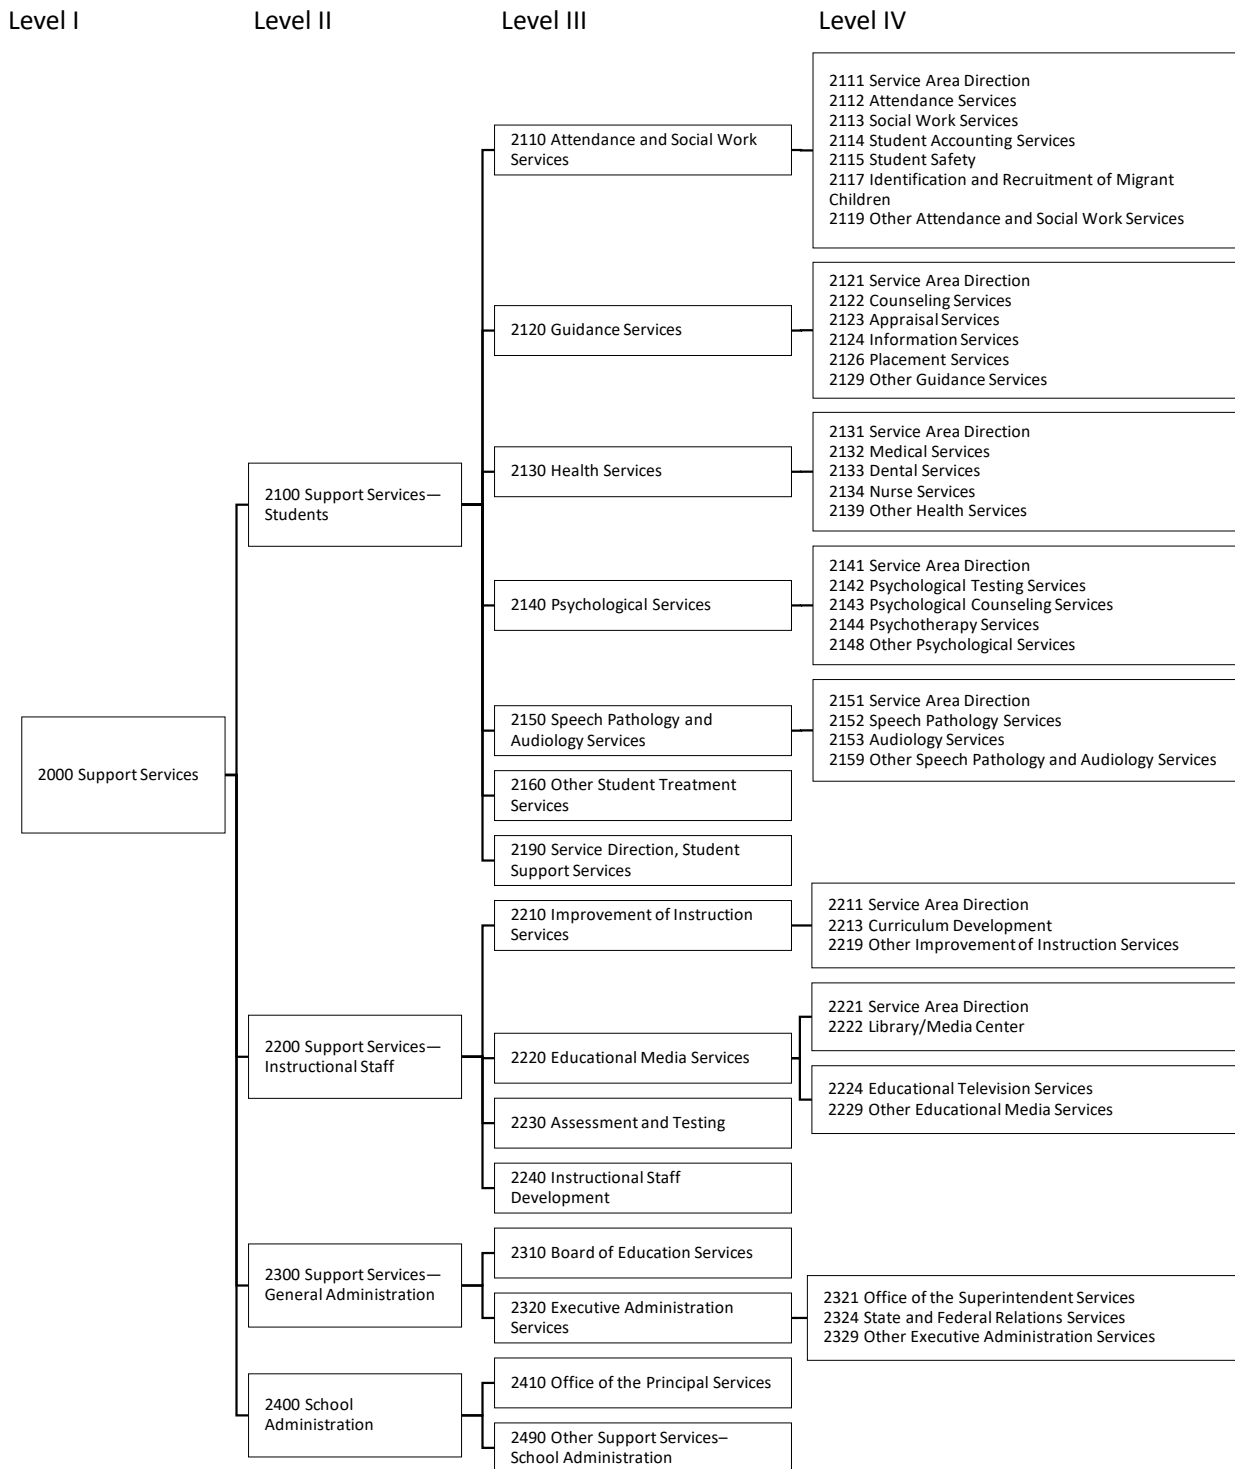 Level I
Level II
Level III
Level IV
2000 Support Services
2100 Support Services—
Students
2110 Attendance and Social Work
Services
2111 Service Area Direction
2112 Attendance Services
2113 Social Work Services
2114 Student Accounting Services
2115 Student Safety
2117 Identification and Recruitment of Migrant
Children
2119 Other Attendance and Social Work Services
2120 Guidance Services
2121 Service Area Direction
2122 Counseling Services
2123 Appraisal Services
2124 Information Services
2126 Placement Services
2129 Other Guidance Services
2130 Health Services
2131 Service Area Direction
2132 Medical Services
2133 Dental Services
2134 Nurse Services
2139 Other Health Services
2140 Psychological Services
2141 Service Area Direction
2142 Psychological Testing Services
2143 Psychological Counseling Services
2144 Psychotherapy Services
2148 Other Psychological Services
2150 Speech Pathology and
Audiology Services
2151 Service Area Direction
2152 Speech Pathology Services
2153 Audiology Services
2159 Other Speech Pathology and Audiology Services
2160 Other Student Treatment
Services
2190 Service Direction, Student
Support Services
2200 Support Services—
Instructional Staff
2210 Improvement of Instruction
Services
2211 Service Area Direction
2213 Curriculum Development
2219 Other Improvement of Instruction Services
2220 Educational Media Services
2221 Service Area Direction
2222 Library/Media Center
2224 Educational Television Services
2229 Other Educational Media Services
2230 Assessment and Testing
2240 Instructional Staff
Development
2300 Support Services—
General Administration
2310 Board of Education Services
2320 Executive Administration
Services
2321 Office of the Superintendent Services
2324 State and Federal Relations Services
2329 Other Executive Administration Services
2400 School
Administration
2410 Office of the Principal Services
2490 Other Support Services–
School Administration